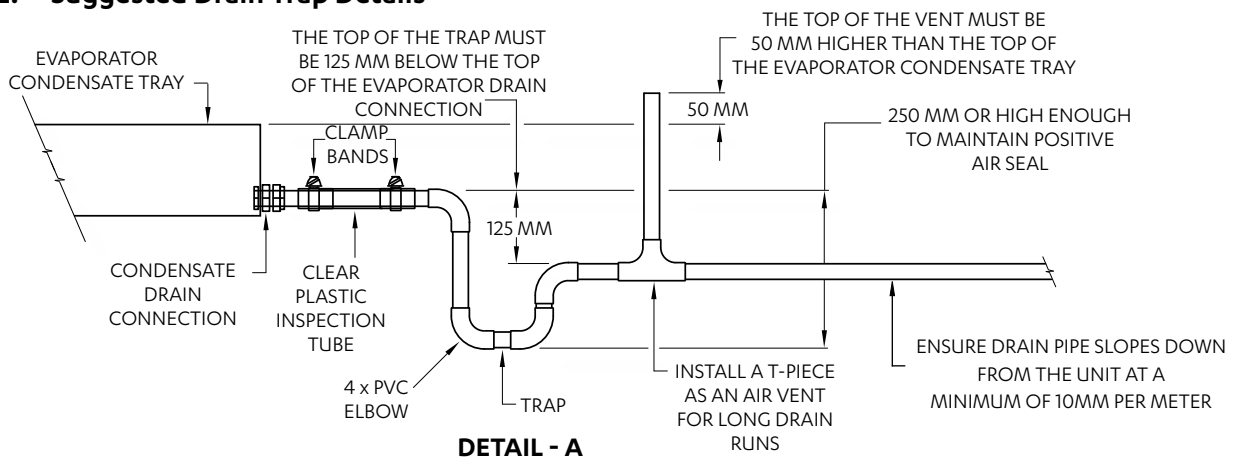 Suggested Drain Trap Details
EVAPORATOR
CONDENSATE TRAY
THE TOP OF THE TRAP MUST
BE 125 MM BELOW THE TOP
OF THE EVAPORATOR DRAIN
CONNECTION
THE TOP OF THE VENT MUST BE
50 MM HIGHER THAN THE TOP OF
THE EVAPORATOR CONDENSATE TRAY
50 MM
250 MM OR HIGH ENOUGH
TO MAINTAIN POSITIVE
AIR SEAL
CLAMP
BANDS
125 MM
CONDENSATE
DRAIN
CONNECTION
CLEAR
PLASTIC
INSPECTION
TUBE
4 x PVC
ELBOW
TRAP
INSTALL A T-PIECE
AS AN AIR VENT
FOR LONG DRAIN
RUNS
ENSURE DRAIN PIPE SLOPES DOWN
FROM THE UNIT AT A
MINIMUM OF 10MM PER METER
DETAIL - A